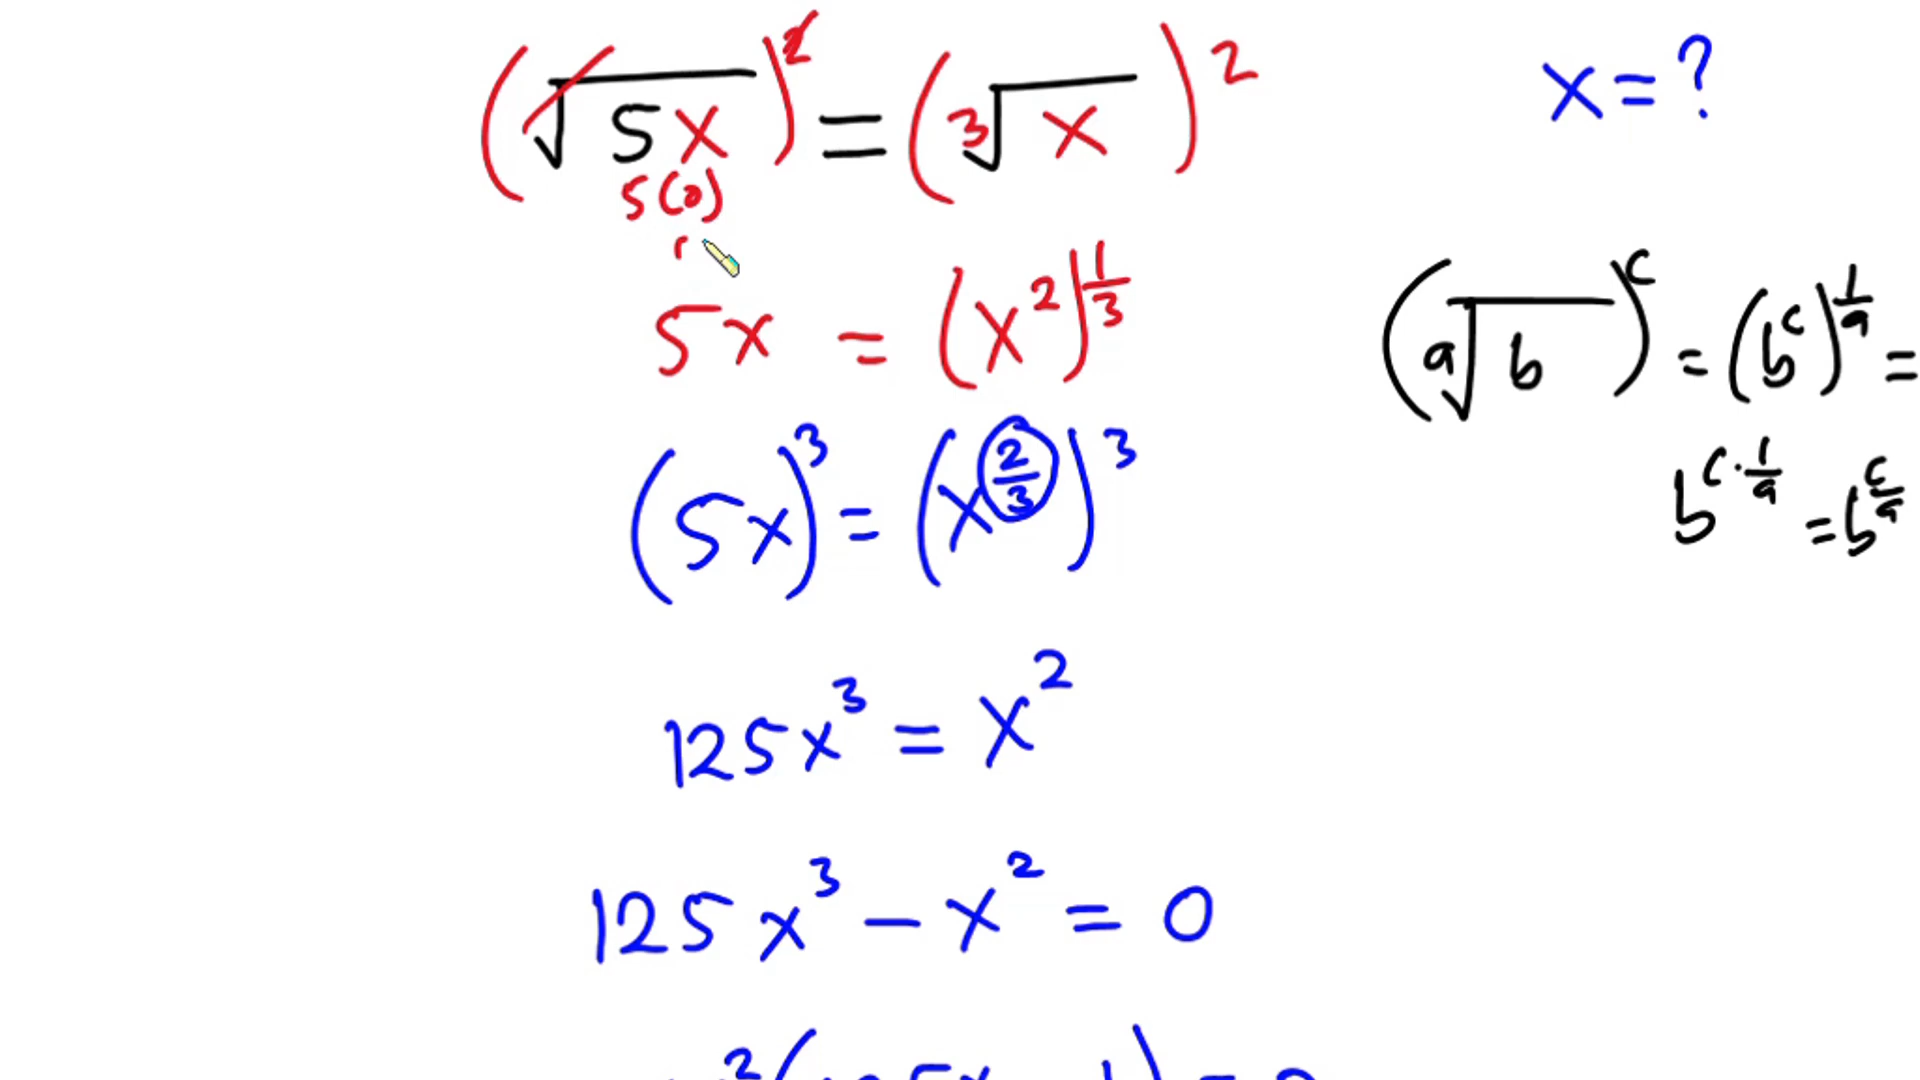 (√5x)² = (³√x)²
x = ?
5(0)
5x = (x²)^(1/3)
(ᵃ√b)^c = (b^c)^(1/a) =
b^(c·1/a) = b^(c/a)
(5x)³ = (x^(2/3))³
125x³ = x²
125x³ − x² = 0